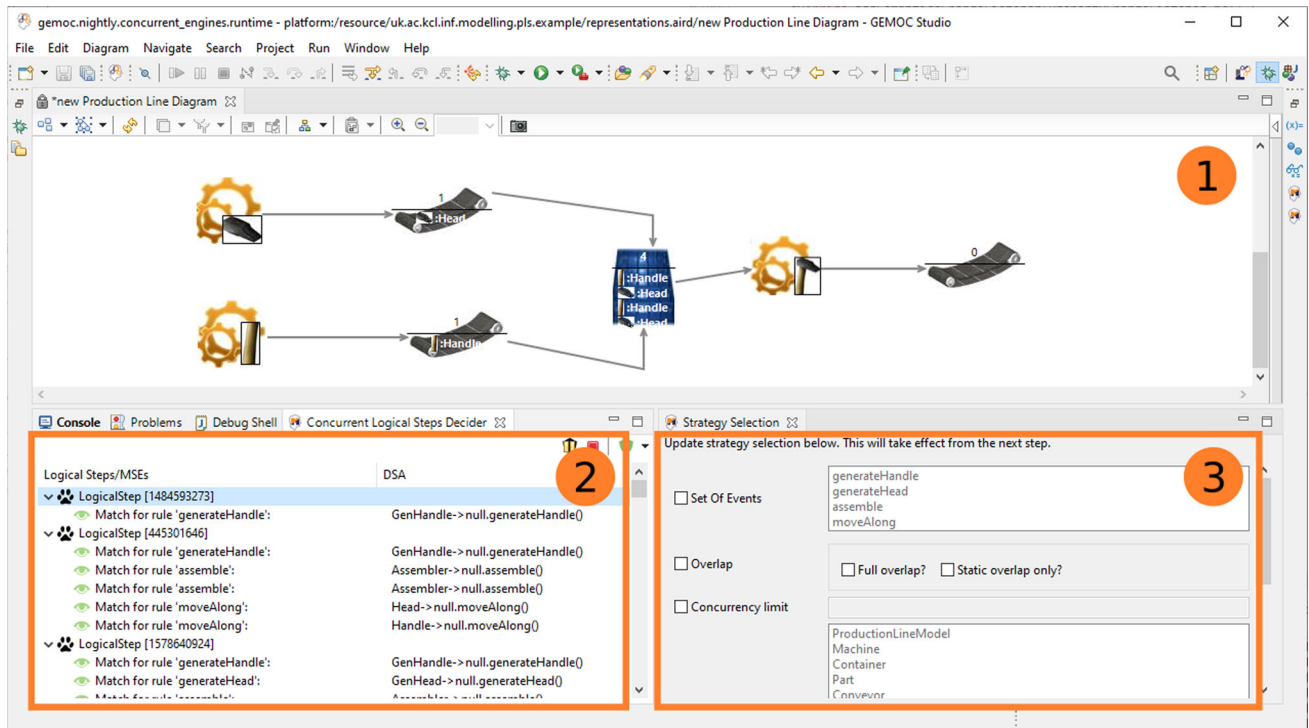 gemoc.nightly.concurrent_engines.runtime - platform:/resource/uk.ac.kcl.inf.modelling.pls.example/representations.aird/new Production Line Diagram - GEMOC Studio
File Edit Diagram Navigate Search Project Run Window Help
*new Production Line Diagram
(x)=
1
1
:Head
0
4
:Handle
:Head
:Handle
:Head
1
:Handle
Console Problems Debug Shell Concurrent Logical Steps Decider
Strategy Selection
2
Logical Steps/MSEs DSA
LogicalStep [1484593273]
Match for rule 'generateHandle': GenHandle->null.generateHandle()
LogicalStep [445301646]
Match for rule 'generateHandle': GenHandle->null.generateHandle()
Match for rule 'assemble': Assembler->null.assemble()
Match for rule 'assemble': Assembler->null.assemble()
Match for rule 'moveAlong': Head->null.moveAlong()
Match for rule 'moveAlong': Handle->null.moveAlong()
LogicalStep [1578640924]
Match for rule 'generateHandle': GenHandle->null.generateHandle()
Match for rule 'generateHead': GenHead->null.generateHead()
Match for rule 'assemble': Assembler->null.assemble()
Update strategy selection below. This will take effect from the next step.
3
Set Of Events
generateHandle
generateHead
assemble
moveAlong
Overlap Full overlap? Static overlap only?
Concurrency limit
ProductionLineModel
Machine
Container
Part
Conveyor